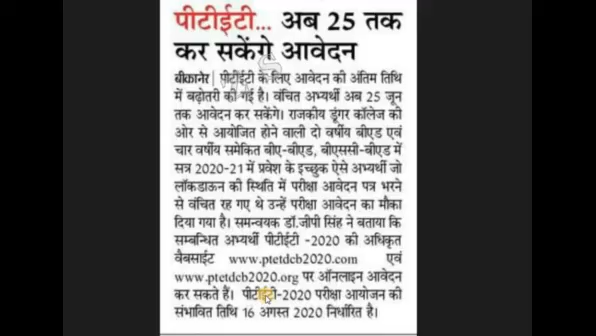 पीटीईटी... अब 25 तक
कर सकेंगे आवेदन
बीकानेर | पीटीईटी के लिए आवेदन की अंतिम तिथि
में बढ़ोतरी की गई है। वंचित अभ्यर्थी अब 25 जून
तक आवेदन कर सकेंगे। राजकीय डूंगर कॉलेज की
ओर से आयोजित होने वाली दो वर्षीय बीएड एवं
चार वर्षीय समेकित बीए-बीएड, बीएससी-बीएड में
सत्र 2020-21 में प्रवेश के इच्छुक ऐसे अभ्यर्थी जो
लॉकडाऊन की स्थिति में परीक्षा आवेदन पत्र भरने
से वंचित रह गए थे उन्हें परीक्षा आवेदन का मौका
दिया गया है। समन्वयक डॉ.जीपी सिंह ने बताया कि
सम्बन्धित अभ्यर्थी पीटीईटी -2020 की अधिकृत
वैबसाईट www.ptetdcb2020.com एवं
www.ptetdcb2020.org पर ऑनलाइन आवेदन
कर सकते हैं। पीटीईटी-2020 परीक्षा आयोजन की
संभावित तिथि 16 अगस्त 2020 निर्धारित है।